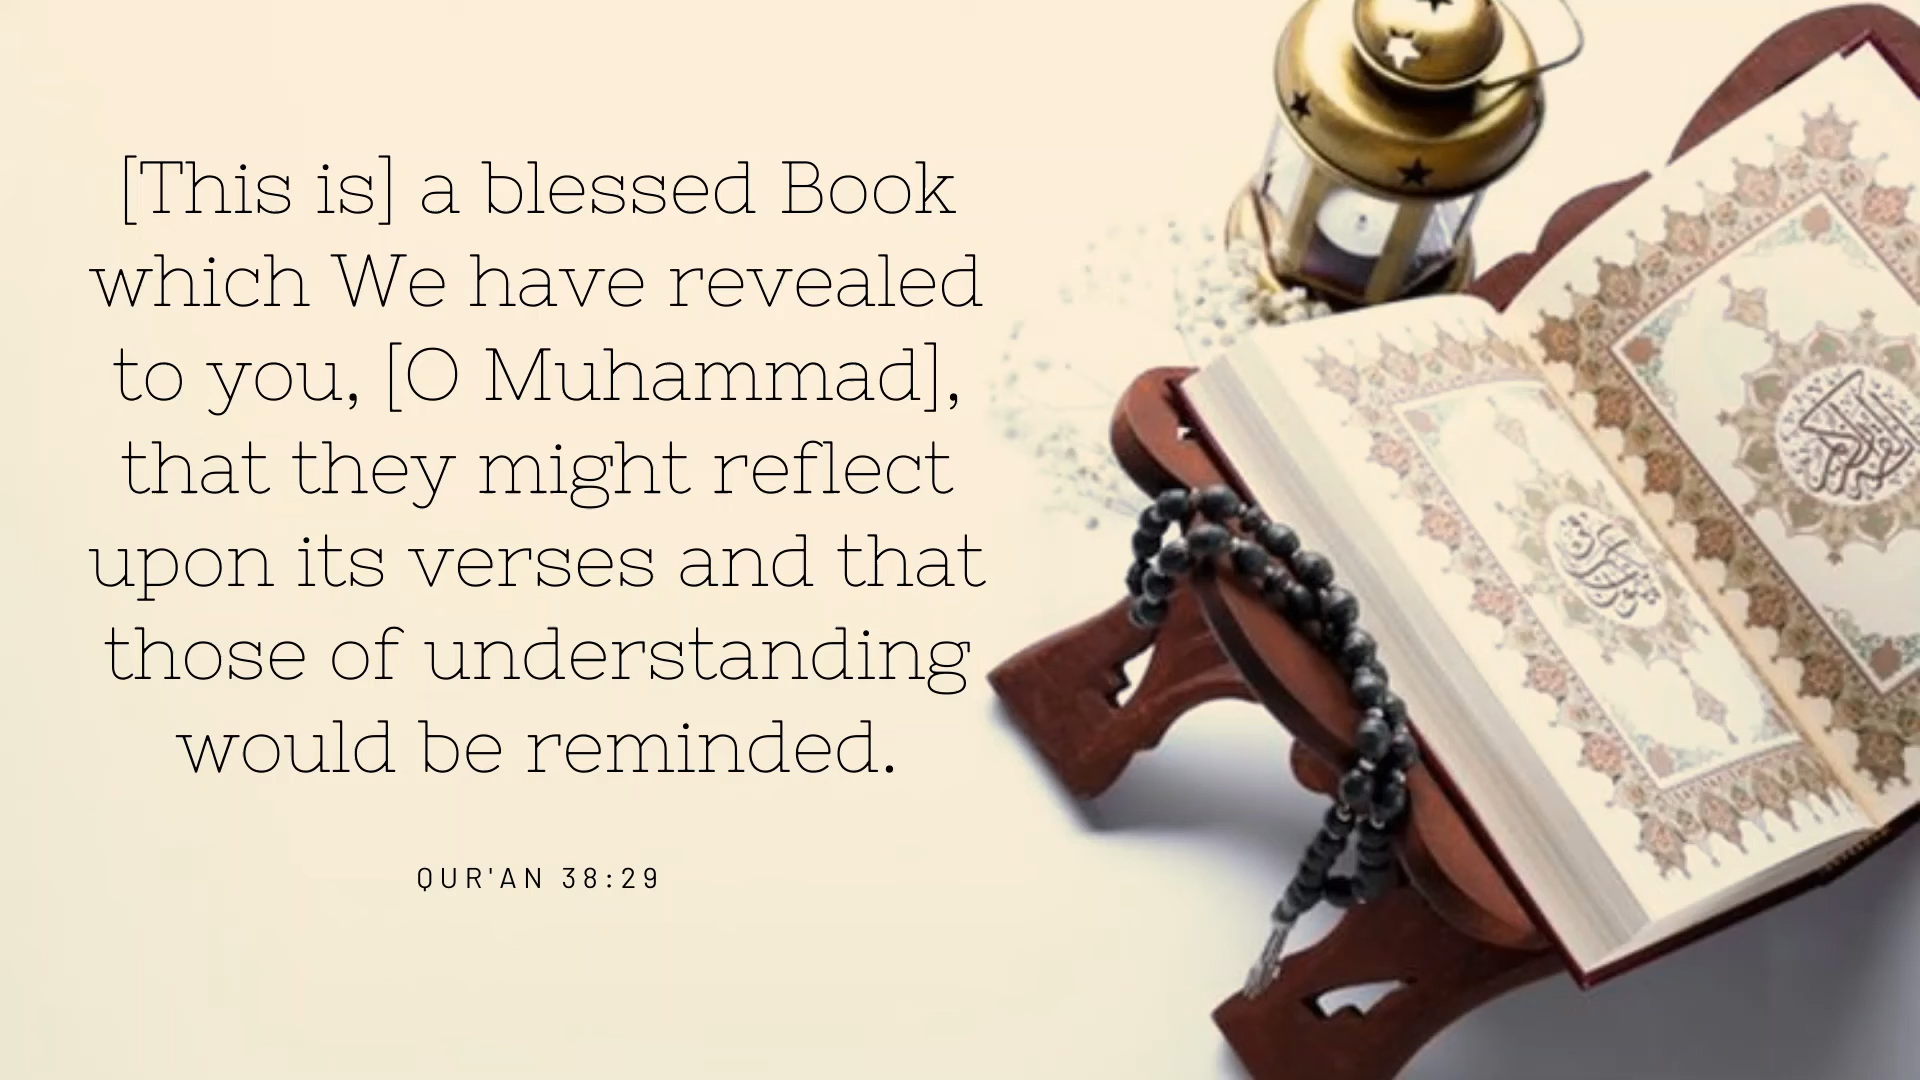 [This is] a blessed Book
which We have revealed
to you, [O Muhammad],
that they might reflect
upon its verses and that
those of understanding
would be reminded.
QUR'AN 38:29